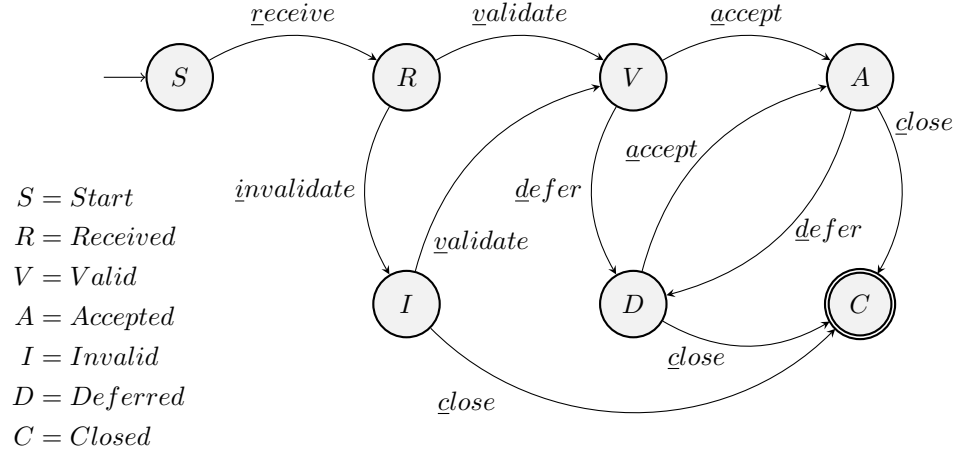 receive
validate
accept
S
R
V
A
close
accept
invalidate
defer
S = Start
R = Received
validate
defer
V = Valid
I
D
C
A = Accepted
I = Invalid
close
D = Deferred
close
C = Closed